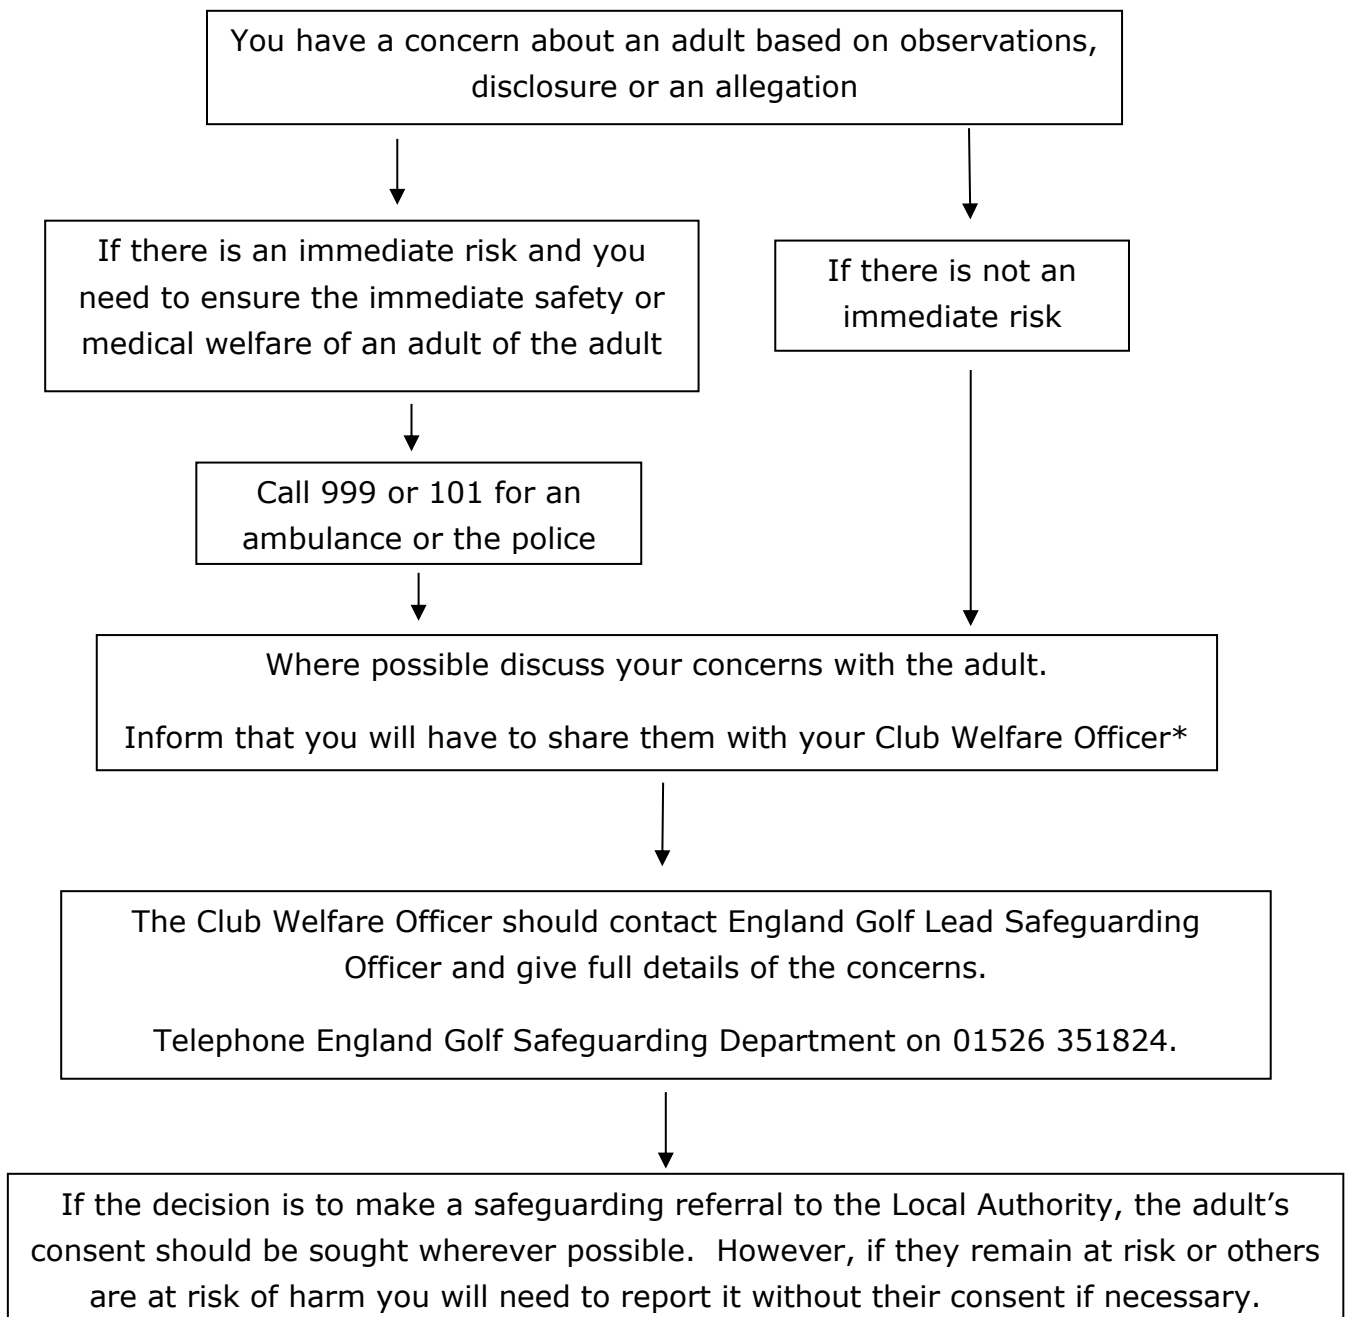 You have a concern about an adult based on observations,
disclosure or an allegation
If there is an immediate risk and you
need to ensure the immediate safety or
medical welfare of an adult of the adult
If there is not an
immediate risk
Call 999 or 101 for an
ambulance or the police
Where possible discuss your concerns with the adult.
Inform that you will have to share them with your Club Welfare Officer*
The Club Welfare Officer should contact England Golf Lead Safeguarding
Officer and give full details of the concerns.
Telephone England Golf Safeguarding Department on 01526 351824.
If the decision is to make a safeguarding referral to the Local Authority, the adult’s
consent should be sought wherever possible.  However, if they remain at risk or others
are at risk of harm you will need to report it without their consent if necessary.